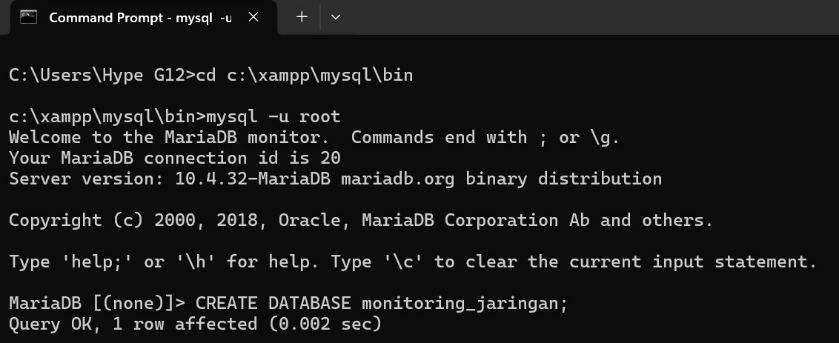 Command Prompt - mysql -u
C:\Users\Hype G12>cd c:\xampp\mysql\bin
c:\xampp\mysql\bin>mysql -u root
Welcome to the MariaDB monitor.  Commands end with ; or \g.
Your MariaDB connection id is 20
Server version: 10.4.32-MariaDB mariadb.org binary distribution
Copyright (c) 2000, 2018, Oracle, MariaDB Corporation Ab and others.
Type 'help;' or '\h' for help. Type '\c' to clear the current input statement.
MariaDB [(none)]> CREATE DATABASE monitoring_jaringan;
Query OK, 1 row affected (0.002 sec)